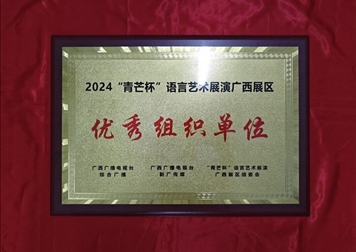 2024“青芒杯”语言艺术展演广西展区
优秀组织单位
广西广播电视台 广西广播电视台 “青芒杯”语言艺术展演
综合广播 新广传媒 广西展区组委会